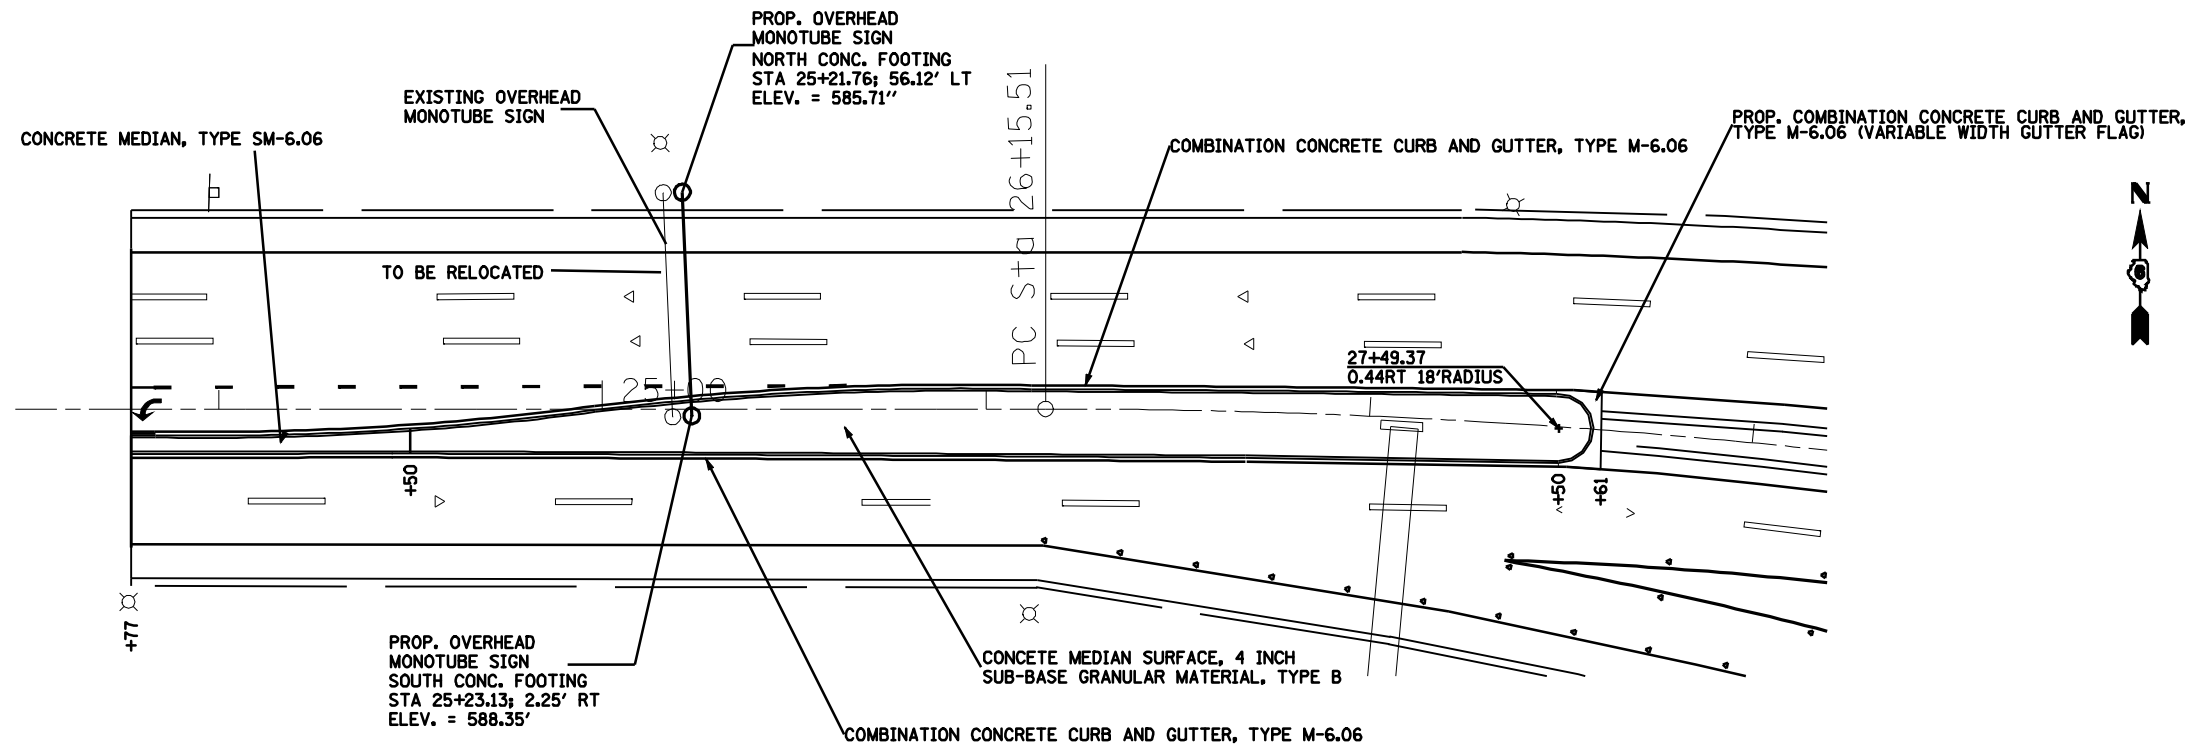 PROP. OVERHEAD
MONOTUBE SIGN
NORTH CONC. FOOTING
STA 25+21.76; 56.12' LT
ELEV. = 585.71''
EXISTING OVERHEAD
MONOTUBE SIGN
CONCRETE MEDIAN, TYPE SM-6.06
PC Sta 26+15.51
COMBINATION CONCRETE CURB AND GUTTER, TYPE M-6.06
PROP. COMBINATION CONCRETE CURB AND GUTTER,
TYPE M-6.06 (VARIABLE WIDTH GUTTER FLAG)
N
6
TO BE RELOCATED
25+00
27+49.37
0.44RT 18'RADIUS
+50
+50
+61
+77
PROP. OVERHEAD
MONOTUBE SIGN
SOUTH CONC. FOOTING
STA 25+23.13; 2.25' RT
ELEV. = 588.35'
CONCETE MEDIAN SURFACE, 4 INCH
SUB-BASE GRANULAR MATERIAL, TYPE B
COMBINATION CONCRETE CURB AND GUTTER, TYPE M-6.06